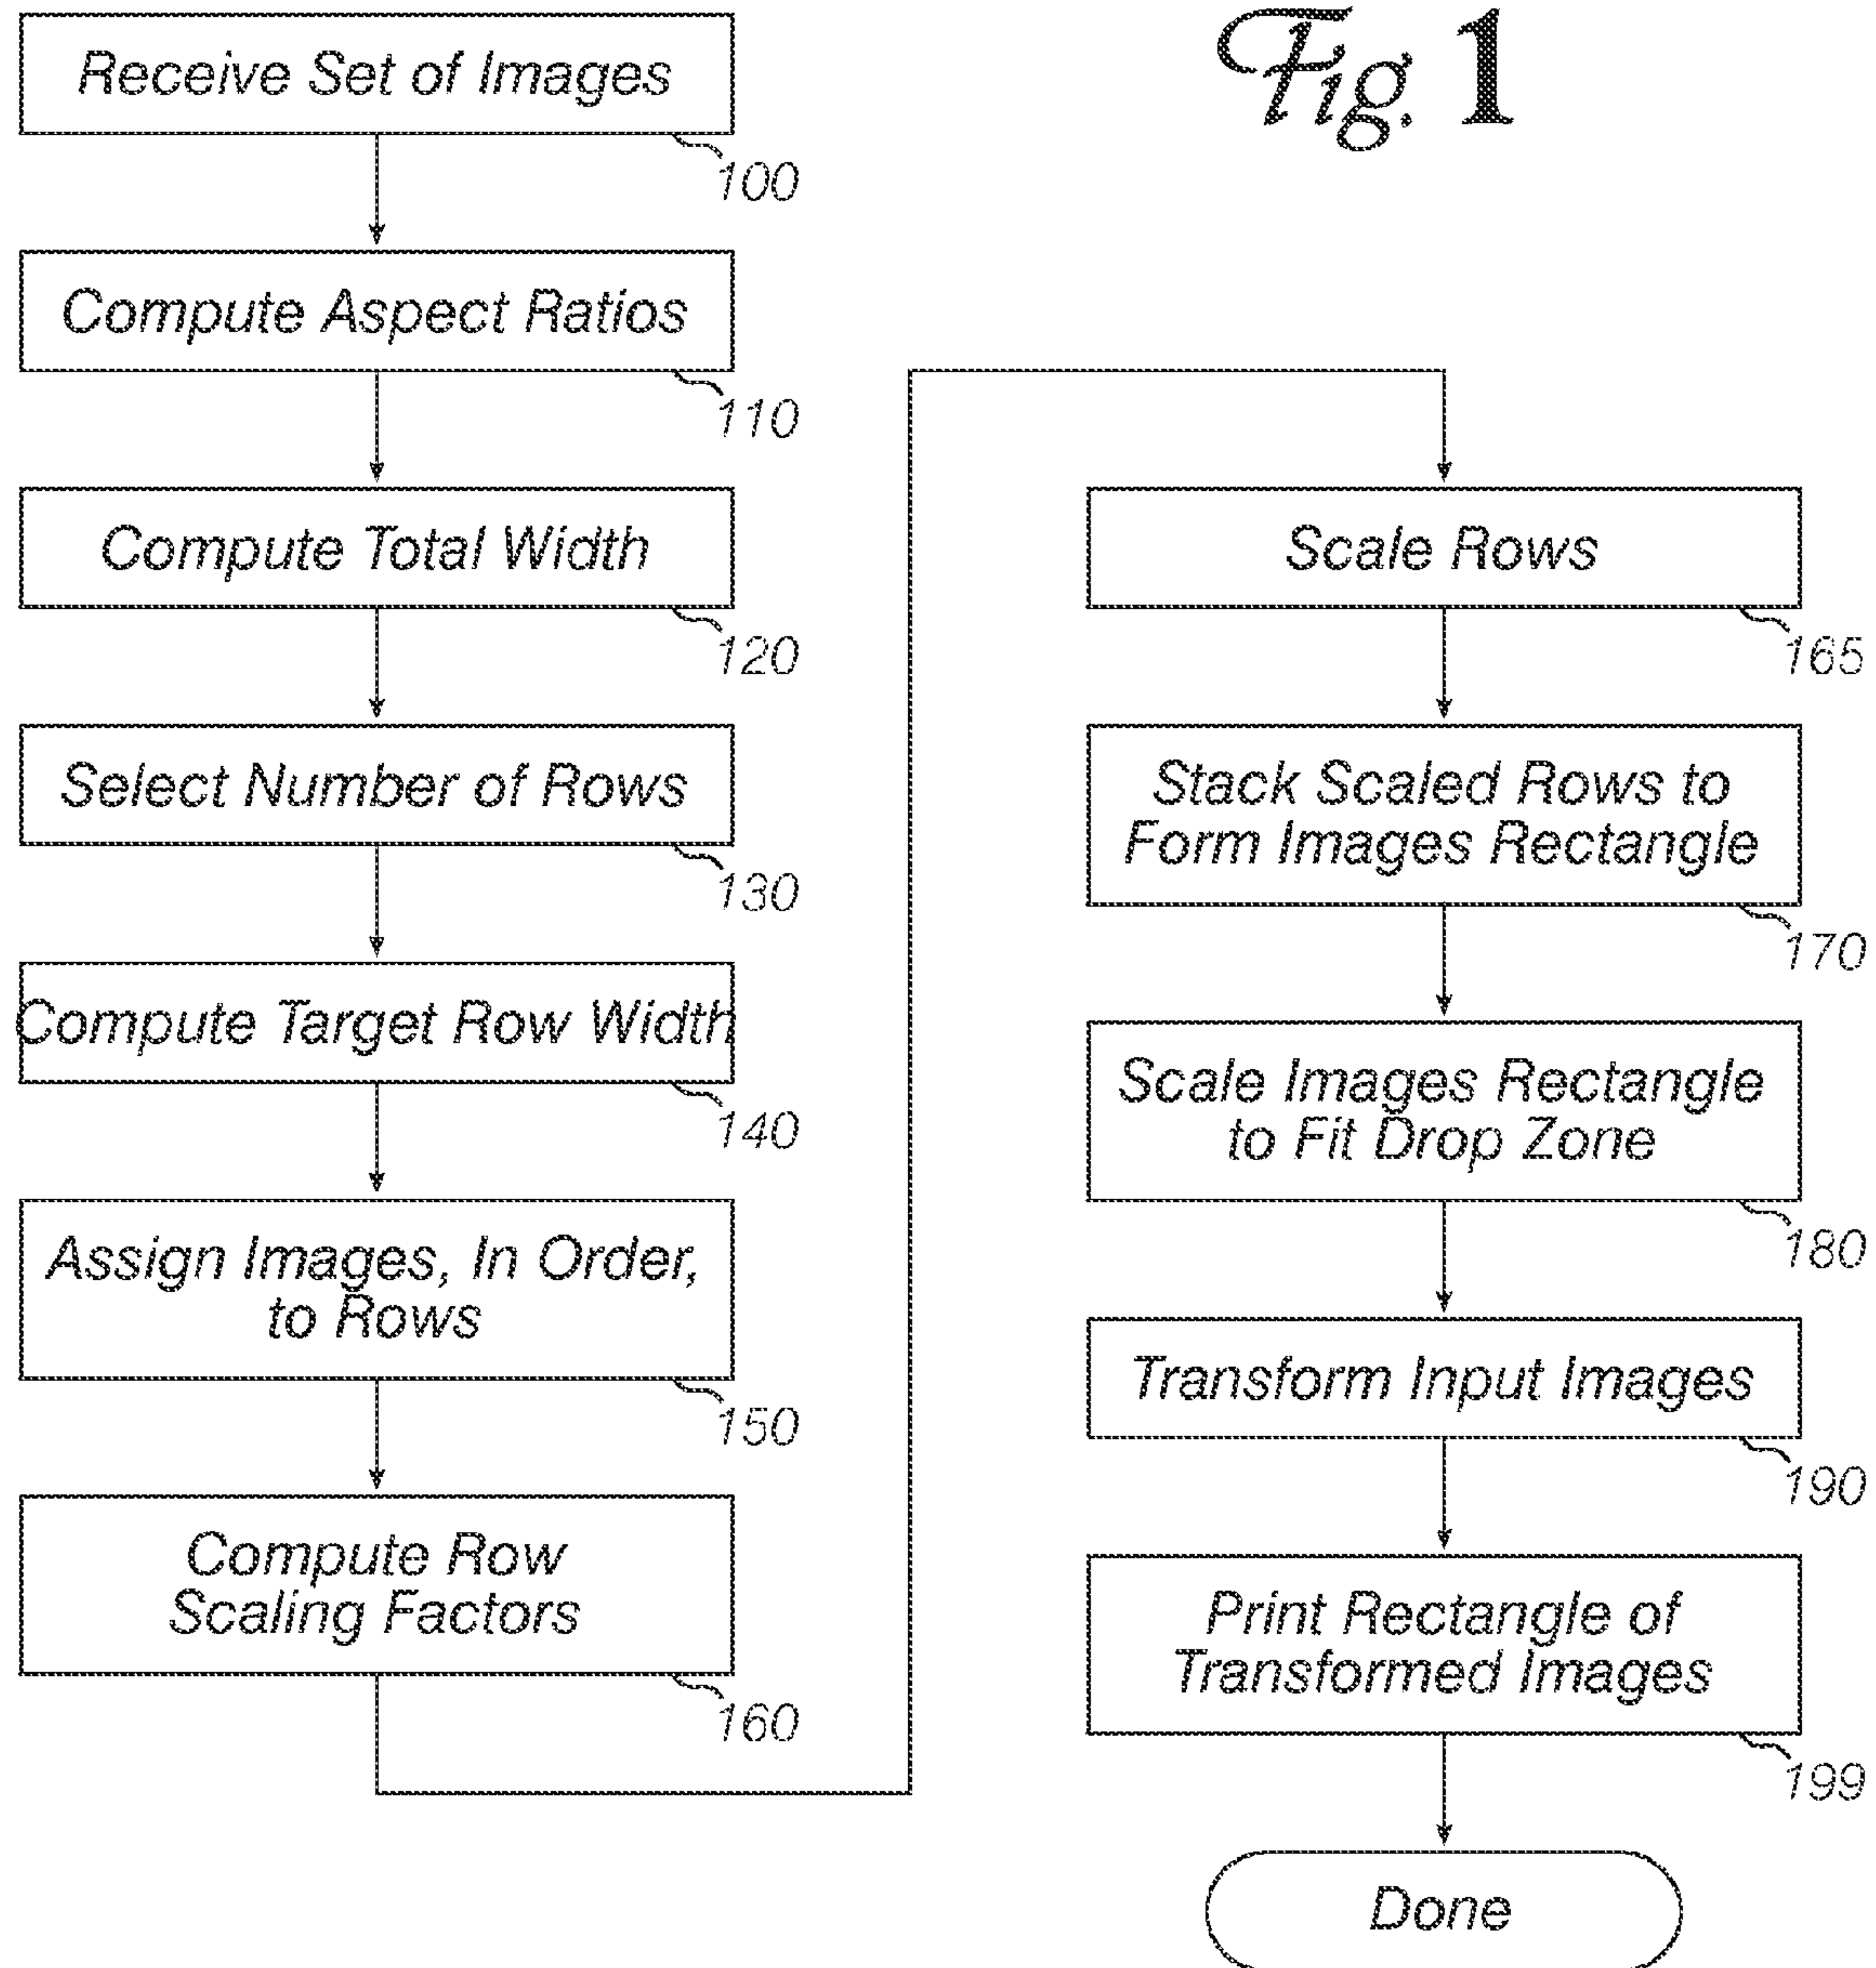 Fig. 1
Receive Set of Images
100
Compute Aspect Ratios
110
Compute Total Width
120
Select Number of Rows
130
Compute Target Row Width
140
Assign Images, In Order,
to Rows
150
Compute Row
Scaling Factors
160
Scale Rows
165
Stack Scaled Rows to
Form Images Rectangle
170
Scale Images Rectangle
to Fit Drop Zone
180
Transform Input Images
190
Print Rectangle of
Transformed Images
199
Done